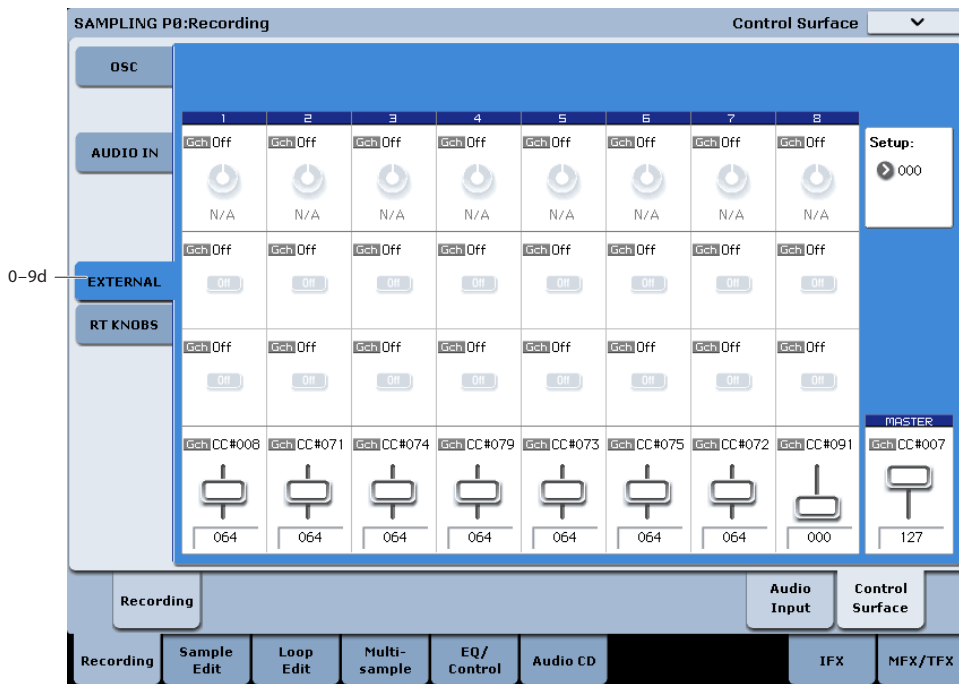 SAMPLING P0:Recording Control Surface
OSC
AUDIO IN
0–9d
EXTERNAL
RT KNOBS
1 2 3 4 5 6 7 8
Gch Off Gch Off Gch Off Gch Off Gch Off Gch Off Gch Off Gch Off
N/A N/A N/A N/A N/A N/A N/A N/A
Setup:
000
Gch Off Gch Off Gch Off Gch Off Gch Off Gch Off Gch Off Gch Off
Off Off Off Off Off Off Off Off
Gch Off Gch Off Gch Off Gch Off Gch Off Gch Off Gch Off Gch Off
Off Off Off Off Off Off Off Off
MASTER
Gch CC#008 Gch CC#071 Gch CC#074 Gch CC#079 Gch CC#073 Gch CC#075 Gch CC#072 Gch CC#091 Gch CC#007
064 064 064 064 064 064 064 000 127
Recording
Audio Input
Control Surface
Recording
Sample Edit
Loop Edit
Multi-sample
EQ/ Control
Audio CD
IFX
MFX/TFX